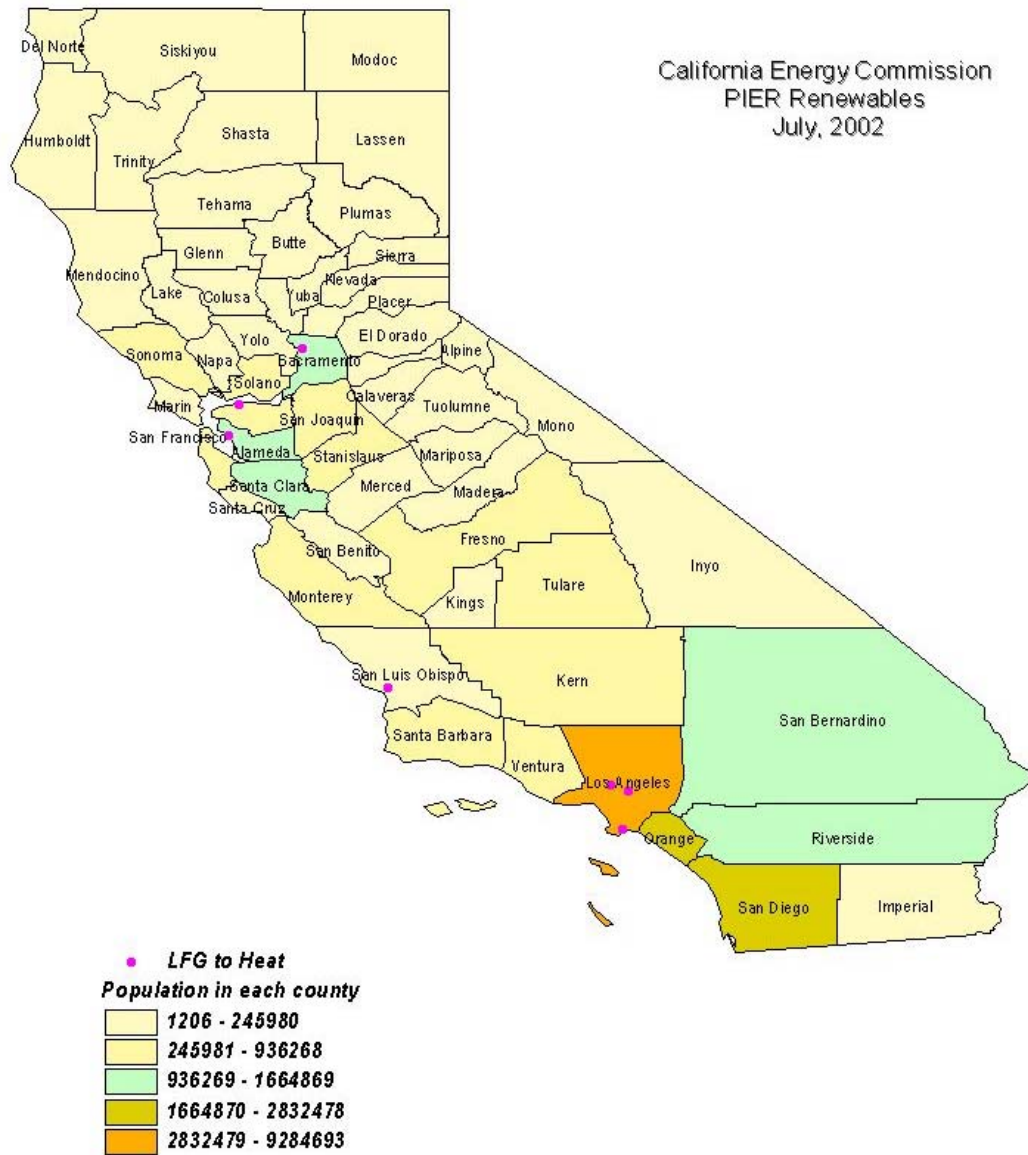 California Energy Commission
PIER Renewables
July, 2002
Del Norte
Siskiyou
Modoc
Humboldt
Trinity
Shasta
Lassen
Tehama
Plumas
Mendocino
Glenn
Butte
Sierra
Lake
Colusa
Yuba
Nevada
Placer
Sonoma
Napa
Yolo
El Dorado
Alpine
Sacramento
Solano
Marin
Calaveras
Tuolumne
Mono
San Joaquin
San Francisco
Alameda
Stanislaus
Mariposa
Santa Clara
Merced
Madera
Santa Cruz
San Benito
Fresno
Inyo
Monterey
Kings
Tulare
San Luis Obispo
Kern
San Bernardino
Santa Barbara
Ventura
Los Angeles
Orange
Riverside
San Diego
Imperial
LFG to Heat
Population in each county
1206 - 245980
245981 - 936268
936269 - 1664869
1664870 - 2832478
2832479 - 9284693